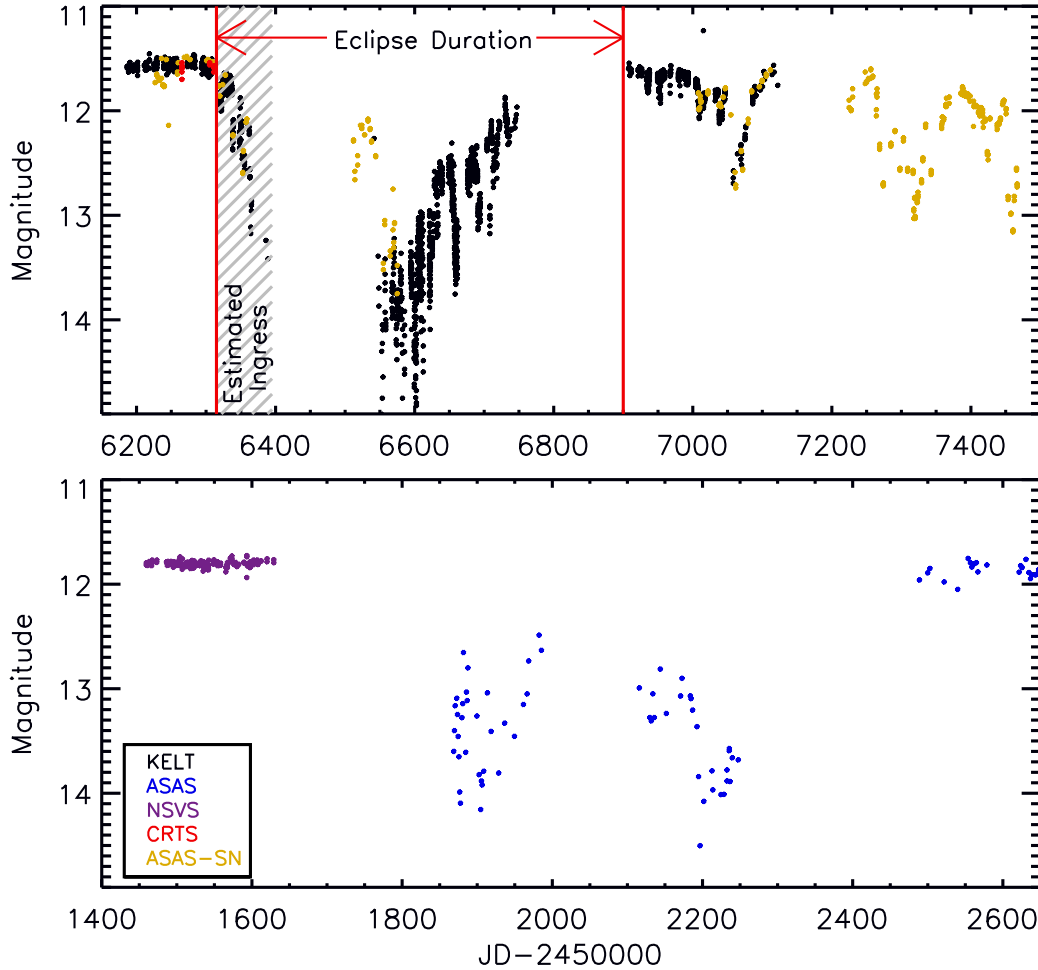 11
12
13
14
Magnitude
Eclipse Duration
Estimated
Ingress
6200 6400 6600 6800 7000 7200 7400
11
12
13
14
Magnitude
KELT
ASAS
NSVS
CRTS
ASAS-SN
1400 1600 1800 2000 2200 2400 2600
JD-2450000